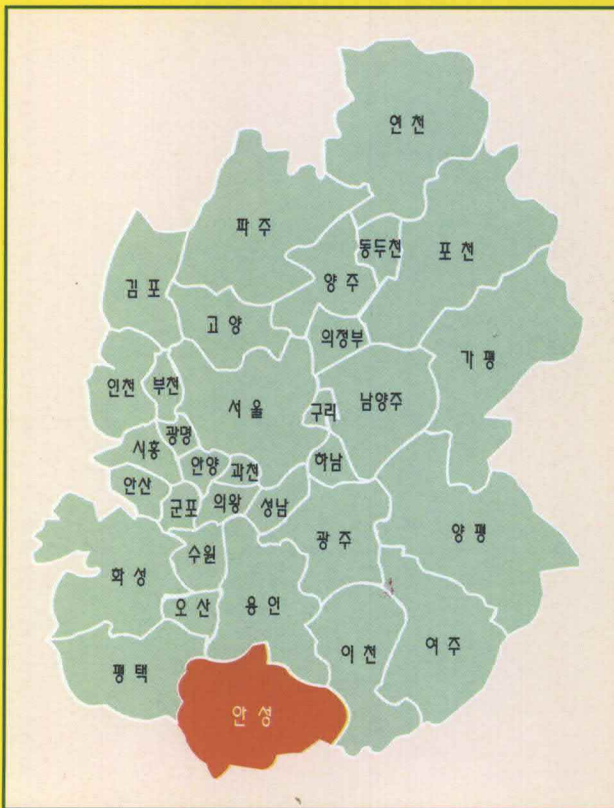 연천
파주
동두천
포천
양주
김포
고양
의정부
가평
인천
부천
서울
구리
남양주
광명
시흥
안양
과천
하남
안산
군포
의왕
성남
광주
양평
수원
화성
오산
용인
이천
여주
평택
안성